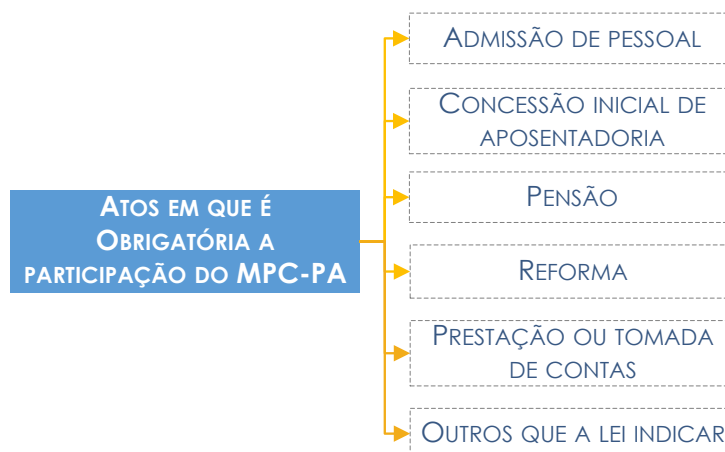 ATOS EM QUE É
OBRIGATÓRIA A
PARTICIPAÇÃO DO MPC-PA
ADMISSÃO DE PESSOAL
CONCESSÃO INICIAL DE
APOSENTADORIA
PENSÃO
REFORMA
PRESTAÇÃO OU TOMADA
DE CONTAS
OUTROS QUE A LEI INDICAR